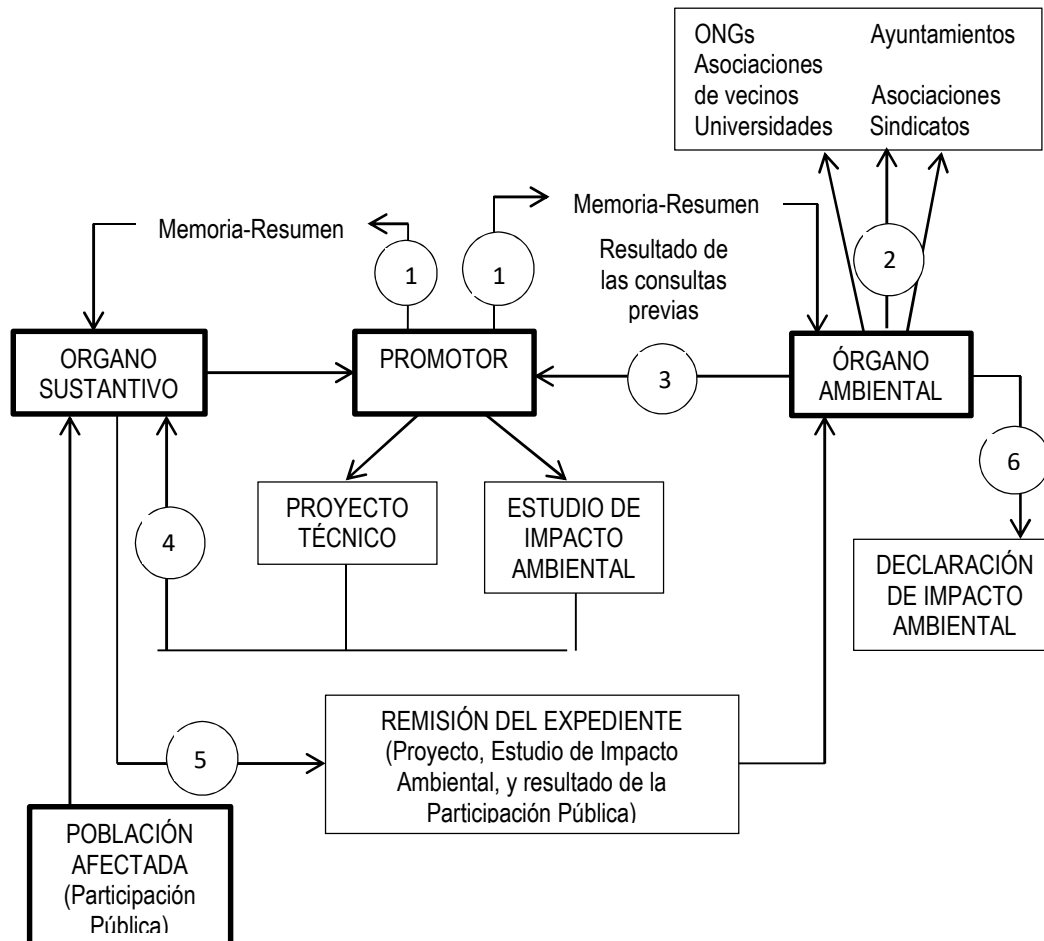 ONGs
Asociaciones
de vecinos
Universidades
Ayuntamientos
Asociaciones
Sindicatos
Memoria-Resumen
1
1
Memoria-Resumen
Resultado de
las consultas
previas
2
ORGANO
SUSTANTIVO
PROMOTOR
3
ÓRGANO
AMBIENTAL
6
4
PROYECTO
TÉCNICO
ESTUDIO DE
IMPACTO
AMBIENTAL
DECLARACIÓN
DE IMPACTO
AMBIENTAL
5
REMISIÓN DEL EXPEDIENTE
(Proyecto, Estudio de Impacto
Ambiental, y resultado de la
Participación Pública)
POBLACIÓN
AFECTADA
(Participación
Pública)